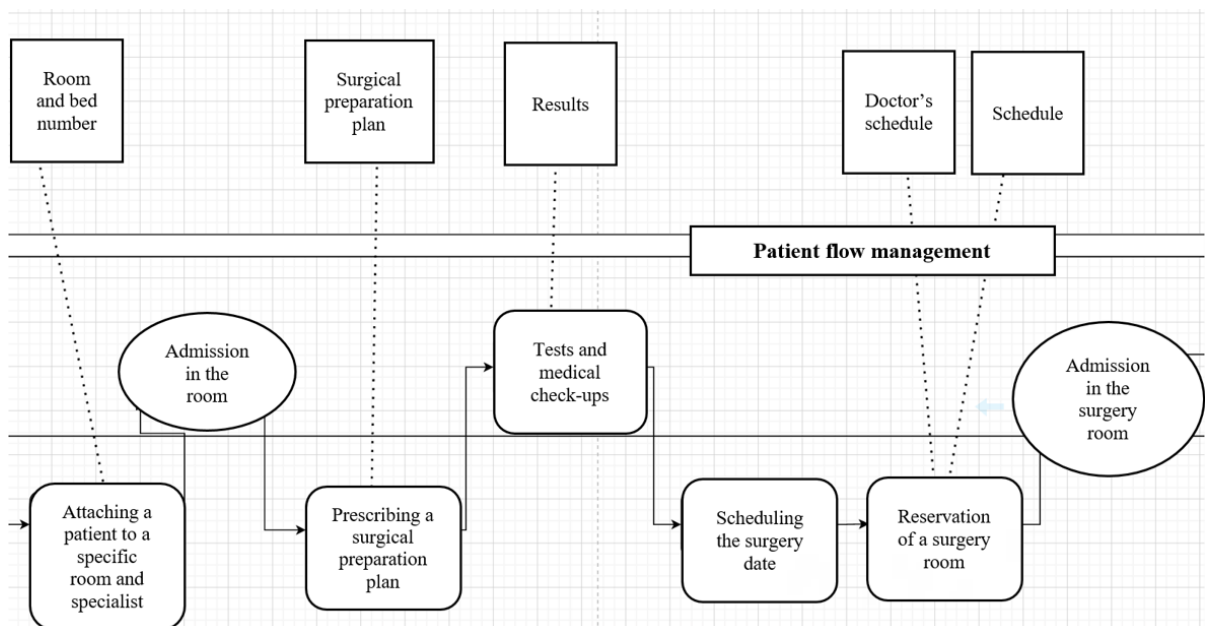 Room
and bed
number
Surgical
preparation
plan
Results
Doctor’s
schedule
Schedule
Patient flow management
Admission
in the
room
Tests and
medical
check-ups
Admission
in the
surgery
room
Attaching a
patient to a
specific
room and
specialist
Prescribing a
surgical
preparation
plan
Scheduling
the surgery
date
Reservation
of a surgery
room